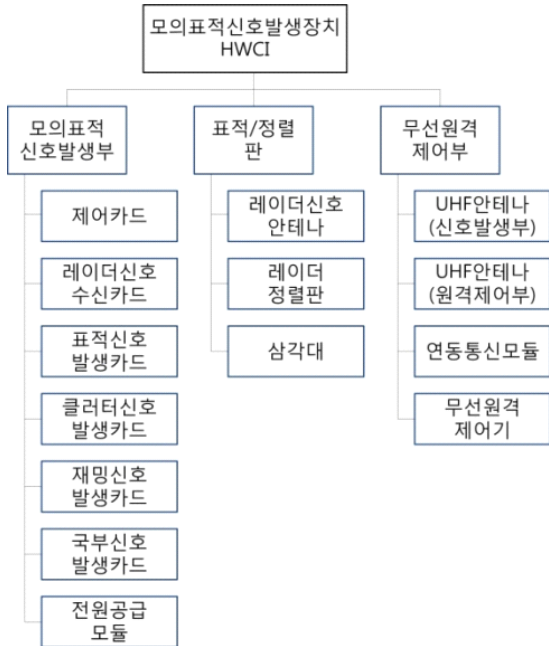 모의표적신호발생장치
HWCI
모의표적
신호발생부
제어카드
레이더신호
수신카드
표적신호
발생카드
클러터신호
발생카드
재밍신호
발생카드
국부신호
발생카드
전원공급
모듈
표적/정렬
판
레이더신호
안테나
레이더
정렬판
삼각대
무선원격
제어부
UHF안테나
(신호발생부)
UHF안테나
(원격제어부)
연동통신모듈
무선원격
제어기